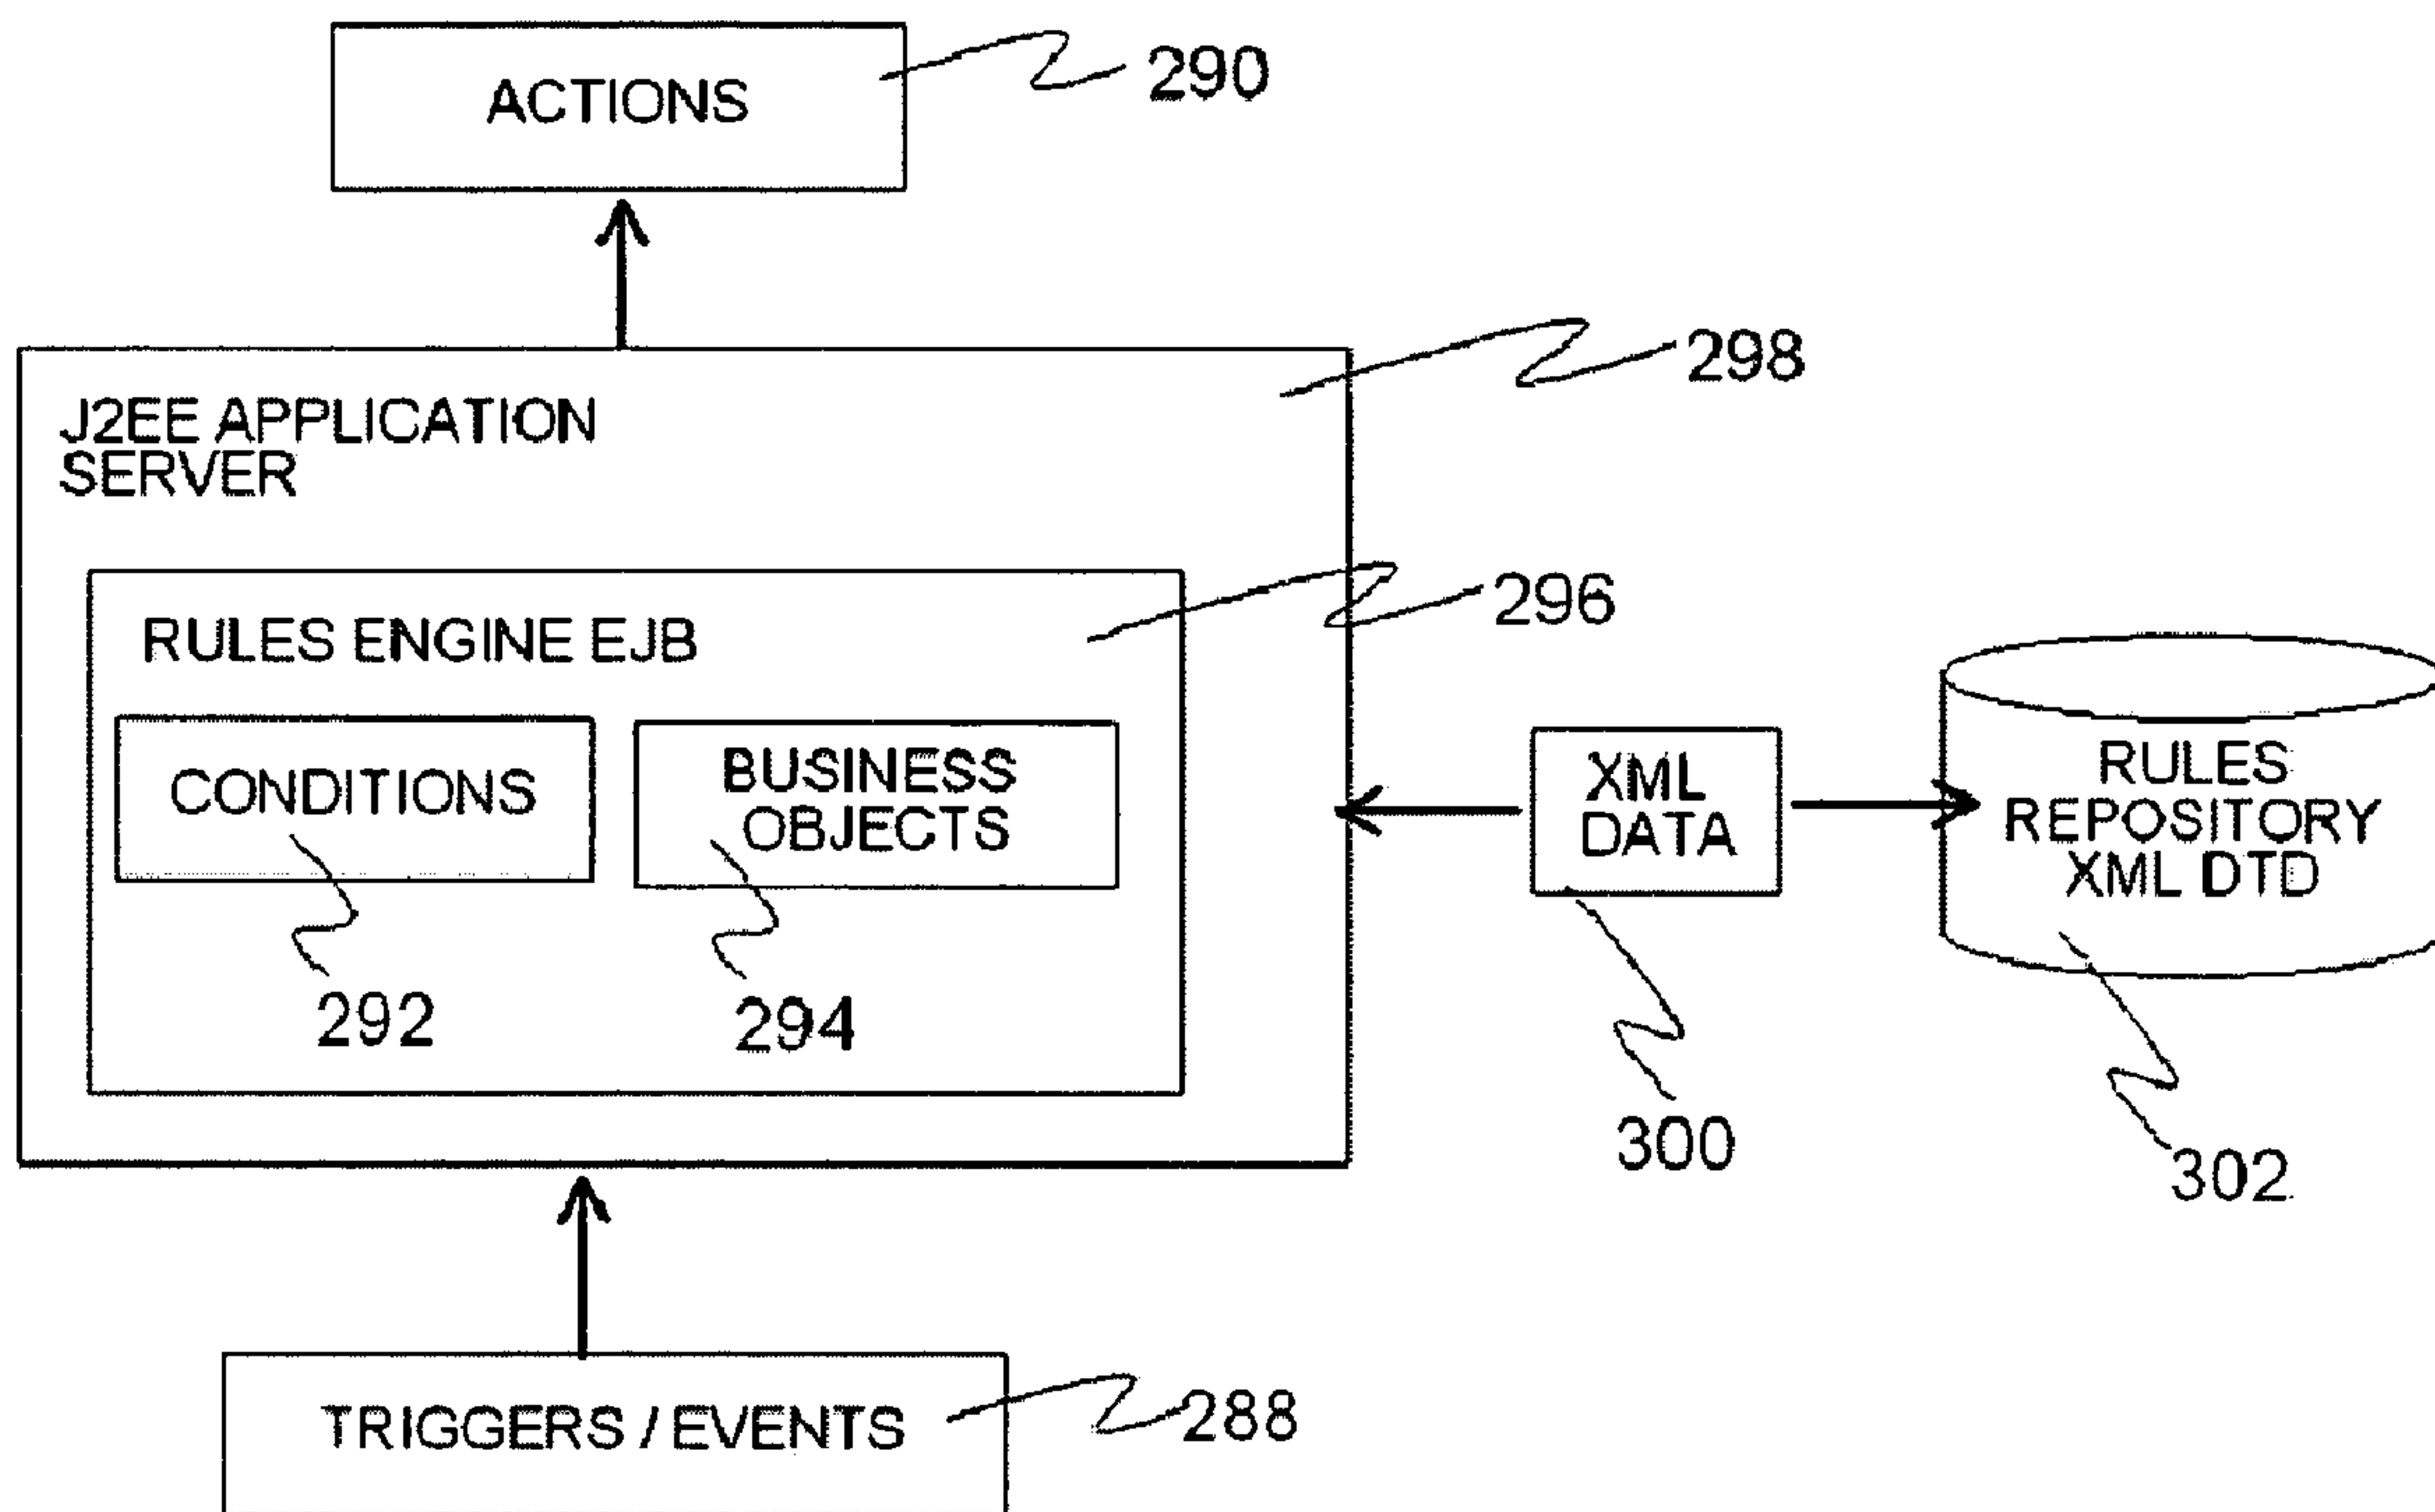 ACTIONS
290
298
J2EE APPLICATION
SERVER
296
RULES ENGINE EJB
CONDITIONS
BUSINESS
OBJECTS
292
294
XML
DATA
300
RULES
REPOSITORY
XML DTD
302
TRIGGERS / EVENTS
288